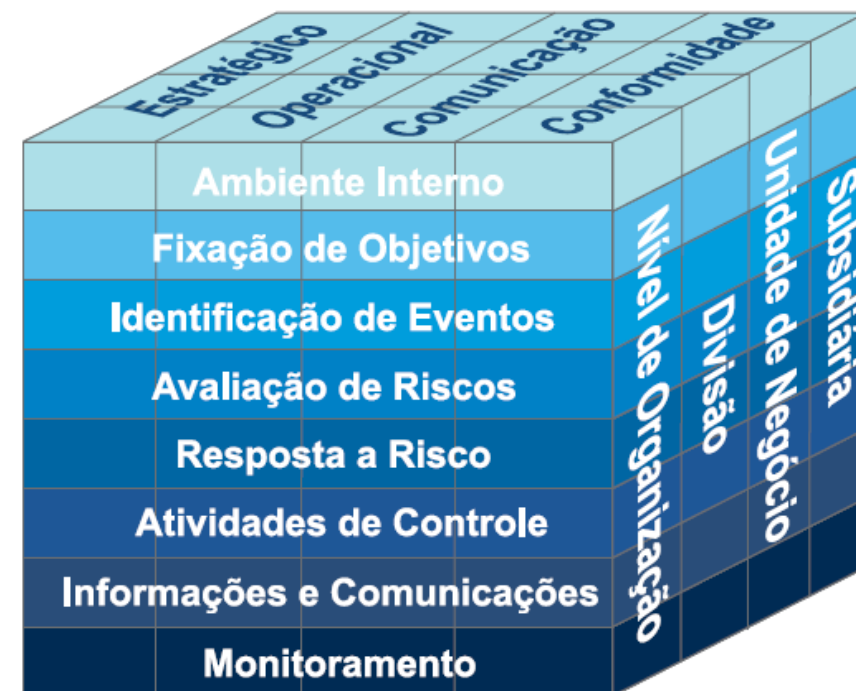 Estratégico
Operacional
Comunicação
Conformidade
Ambiente Interno
Fixação de Objetivos
Identificação de Eventos
Avaliação de Riscos
Resposta a Risco
Atividades de Controle
Informações e Comunicações
Monitoramento
Nível de Organização
Divisão
Unidade de Negócio
Subsidiária